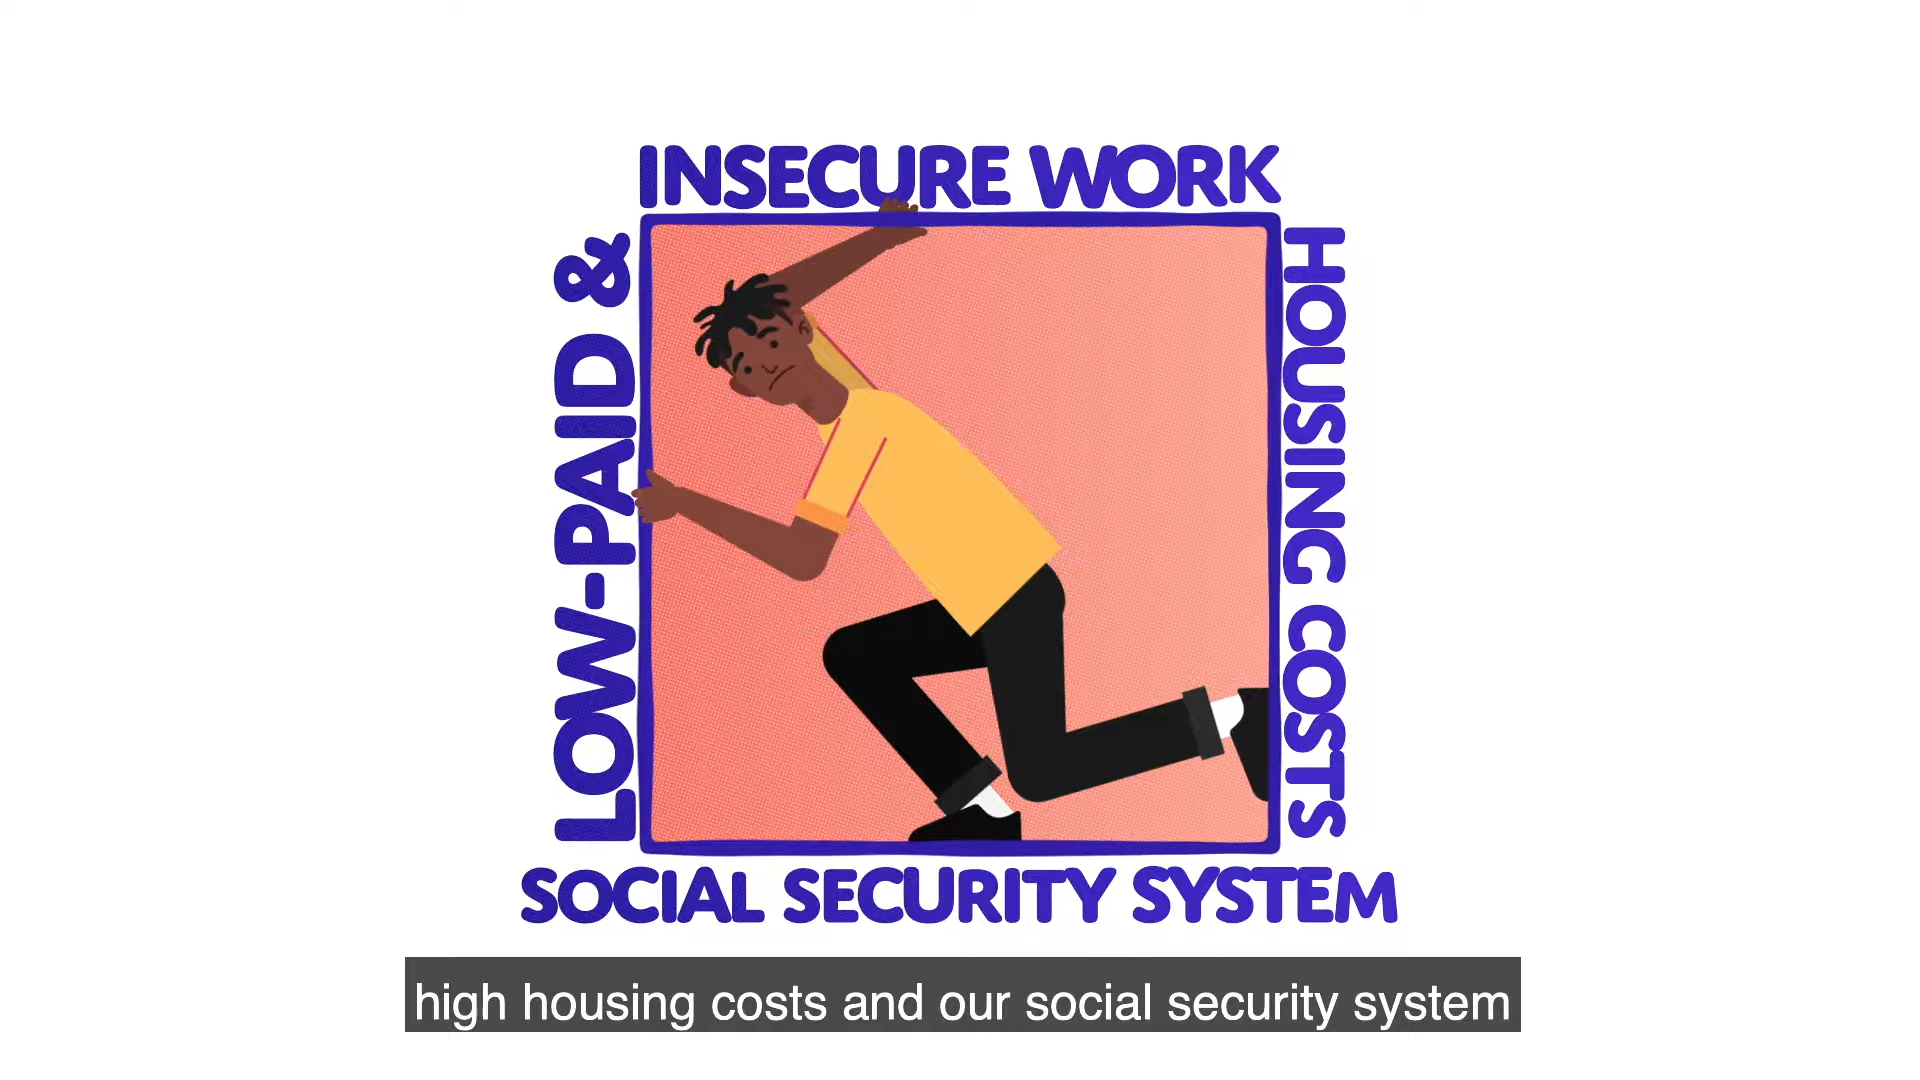 LOW-PAID &
INSECURE WORK
HOUSING COSTS
SOCIAL SECURITY SYSTEM
high housing costs and our social security system